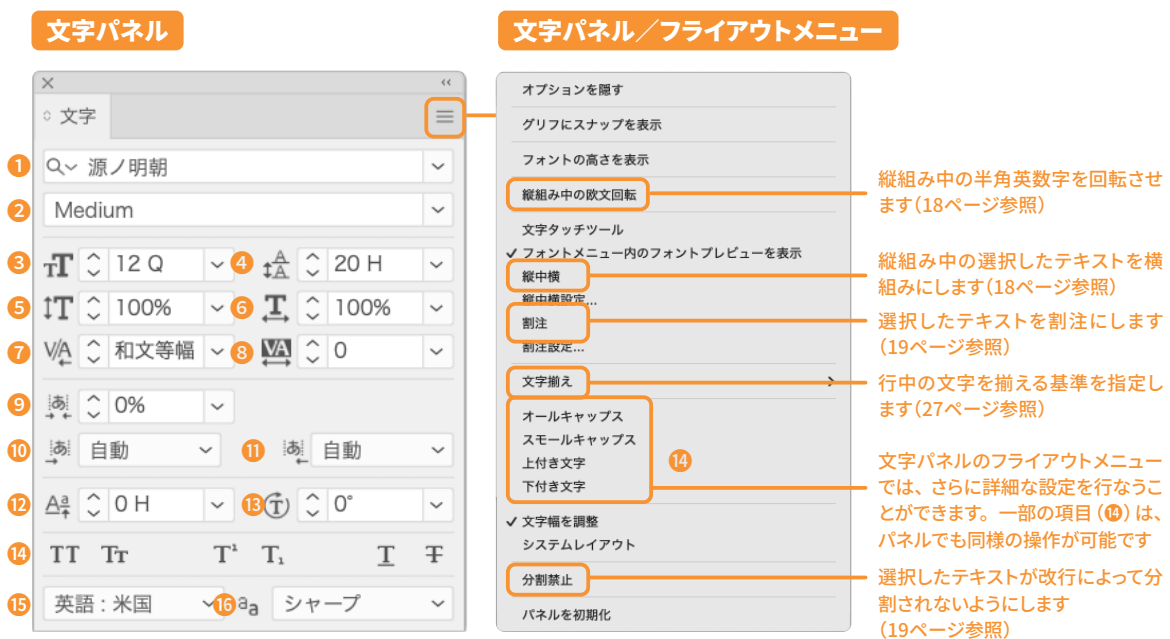 文字パネル
文字パネル／フライアウトメニュー
文字
❶ 源ノ明朝
❷ Medium
❸ 12 Q ❹ 20 H
❺ 100% ❻ 100%
❼ 和文等幅 ❽ 0
❾ 0%
❿ 自動 ⓫ 自動
⓬ 0 H ⓭ 0°
⓮ TT Tт T¹ T₁ T T
⓯ 英語：米国 ⓰ aa シャープ
オプションを隠す
グリフにスナップを表示
フォントの高さを表示
縦組み中の欧文回転
文字タッチツール
✓ フォントメニュー内のフォントプレビューを表示
縦中横
縦中横設定...
割注
割注設定...
文字揃え
オールキャップス
スモールキャップス
上付き文字
下付き文字
⓮
✓ 文字幅を調整
システムレイアウト
分割禁止
パネルを初期化
縦組み中の半角英数字を回転させ
ます（18ページ参照）
縦組み中の選択したテキストを横
組みにします（18ページ参照）
選択したテキストを割注にします
（19ページ参照）
行中の文字を揃える基準を指定し
ます（27ページ参照）
文字パネルのフライアウトメニュー
では、さらに詳細な設定を行なうこ
とができます。一部の項目（⓮）は、
パネルでも同様の操作が可能です
選択したテキストが改行によって分
割されないようにします
（19ページ参照）